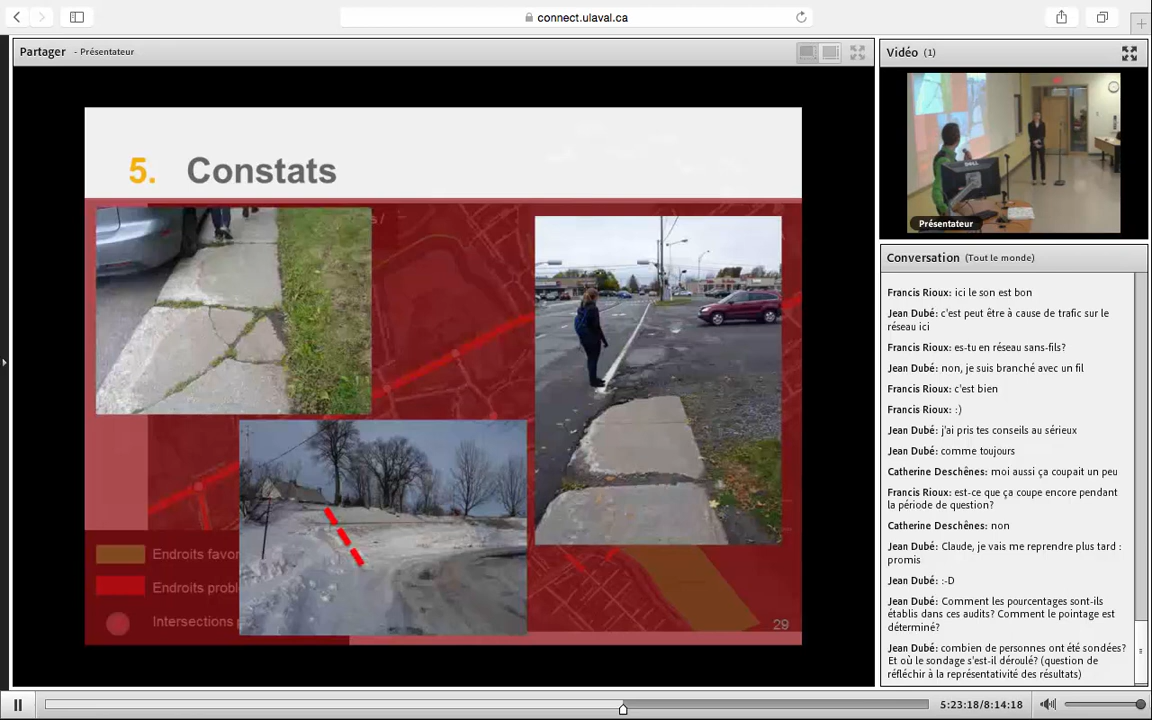 connect.ulaval.ca
Partager - Présentateur
5. Constats
Endroits favor
Endroits probl
Intersections p
29
Vidéo (1)
DELL
Présentateur
Conversation (Tout le monde)
Francis Rioux: ici le son est bon
Jean Dubé: c'est peut être à cause de trafic sur le
réseau ici
Francis Rioux: es-tu en réseau sans-fils?
Jean Dubé: non, je suis branché avec un fil
Francis Rioux: c'est bien
Francis Rioux: :)
Jean Dubé: j'ai pris tes conseils au sérieux
Jean Dubé: comme toujours
Catherine Deschênes: moi aussi ça coupait un peu
Francis Rioux: est-ce que ça coupe encore pendant
la période de question?
Catherine Deschênes: non
Jean Dubé: Claude, je vais me reprendre plus tard :
promis
Jean Dubé: :-D
Jean Dubé: Comment les pourcentages sont-ils
établis dans ces audits? Comment le pointage est
déterminé?
Jean Dubé: combien de personnes ont été sondées?
Et où le sondage s'est-il déroulé? (question de
réfléchir à la représentativité des résultats)
5:23:18/8:14:18